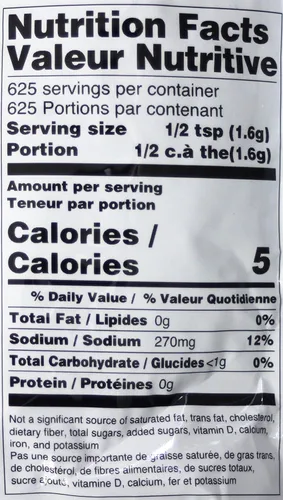 Nutrition Facts
Valeur Nutritive
625 servings per container
625 Portions par contenant
Serving size 1/2 tsp (1.6g)
Portion 1/2 c.à the(1.6g)
Amount per serving
Teneur par portion
Calories /
Calories 5
% Daily Value / % Valeur Quotidienne
Total Fat / Lipides 0g 0%
Sodium / Sodium 270mg 12%
Total Carbohydrate / Glucides <1g 0%
Protein / Protéines 0g
Not a significant source of saturated fat, trans fat, cholesterol,
dietary fiber, total sugars, added sugars, vitamin D, calcium,
iron, and potassium
Pas une source importante de graisse saturée, de gras trans,
de cholestérol, de fibres alimentaires, de sucres totaux,
sucre ajouts, vitamine D, calcium, fer et potassium